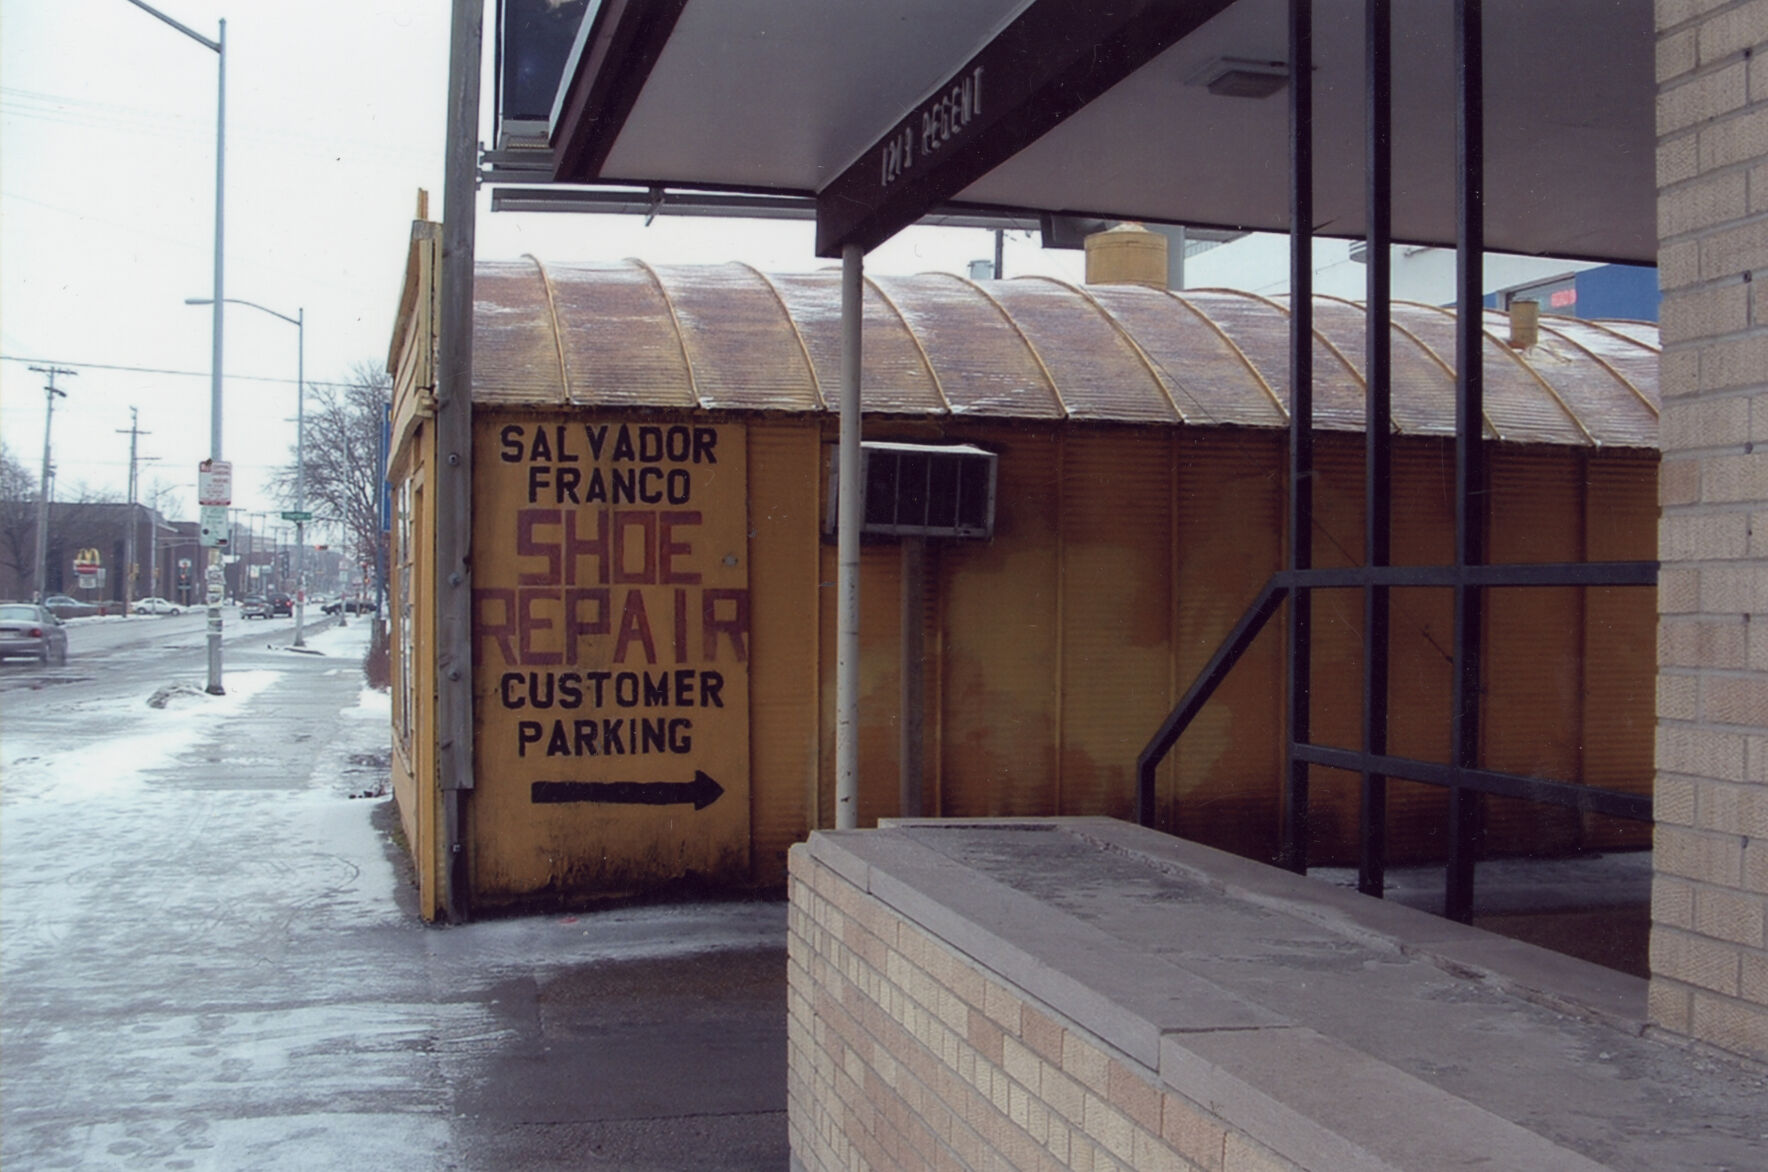 1213 REGENT
SALVADOR
FRANCO
SHOE
REPAIR
CUSTOMER
PARKING